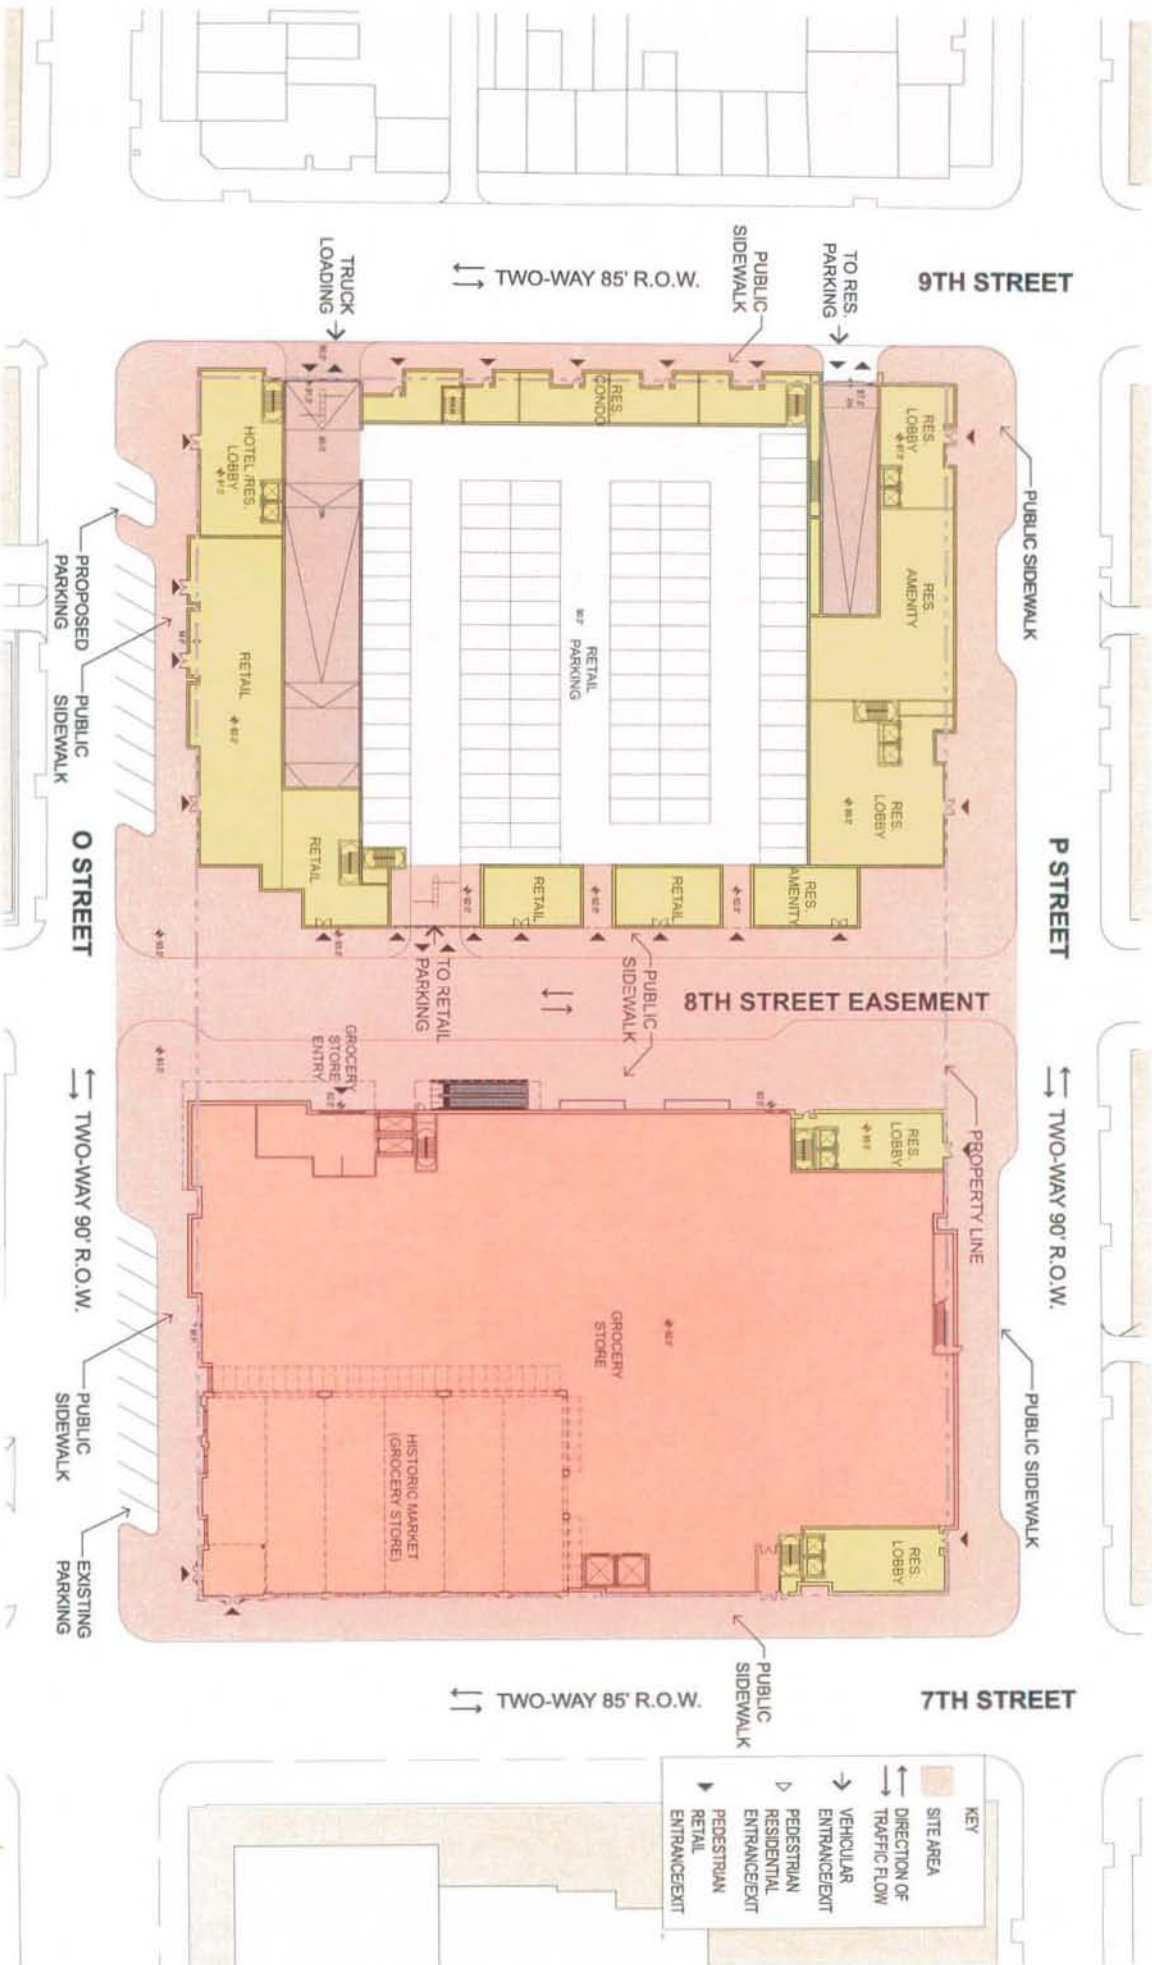 9TH STREET
TWO-WAY 85' R.O.W.
PUBLIC
SIDEWALK
TO RES.
PARKING
TRUCK
LOADING
PUBLIC SIDEWALK
RES.
LOBBY
RES.
CONDO
HOTEL /RES.
LOBBY
RES.
AMENITY
RETAIL
PARKING
RETAIL
PROPOSED
PARKING
PUBLIC
SIDEWALK
RES.
LOBBY
RETAIL
RES.
AMENITY
RETAIL
RETAIL
P STREET
O STREET
TO RETAIL
PARKING
PUBLIC
SIDEWALK
8TH STREET EASEMENT
GROCERY
STORE
ENTRY
RES.
LOBBY
PROPERTY LINE
TWO-WAY 90' R.O.W.
TWO-WAY 90' R.O.W.
GROCERY
STORE
PUBLIC SIDEWALK
PUBLIC
SIDEWALK
HISTORIC MARKET
(GROCERY STORE)
RES.
LOBBY
EXISTING
PARKING
PUBLIC
SIDEWALK
7TH STREET
TWO-WAY 85' R.O.W.
KEY
SITE AREA
DIRECTION OF
TRAFFIC FLOW
VEHICULAR
ENTRANCE/EXIT
PEDESTRIAN
RESIDENTIAL
ENTRANCE/EXIT
PEDESTRIAN
RETAIL
ENTRANCE/EXIT